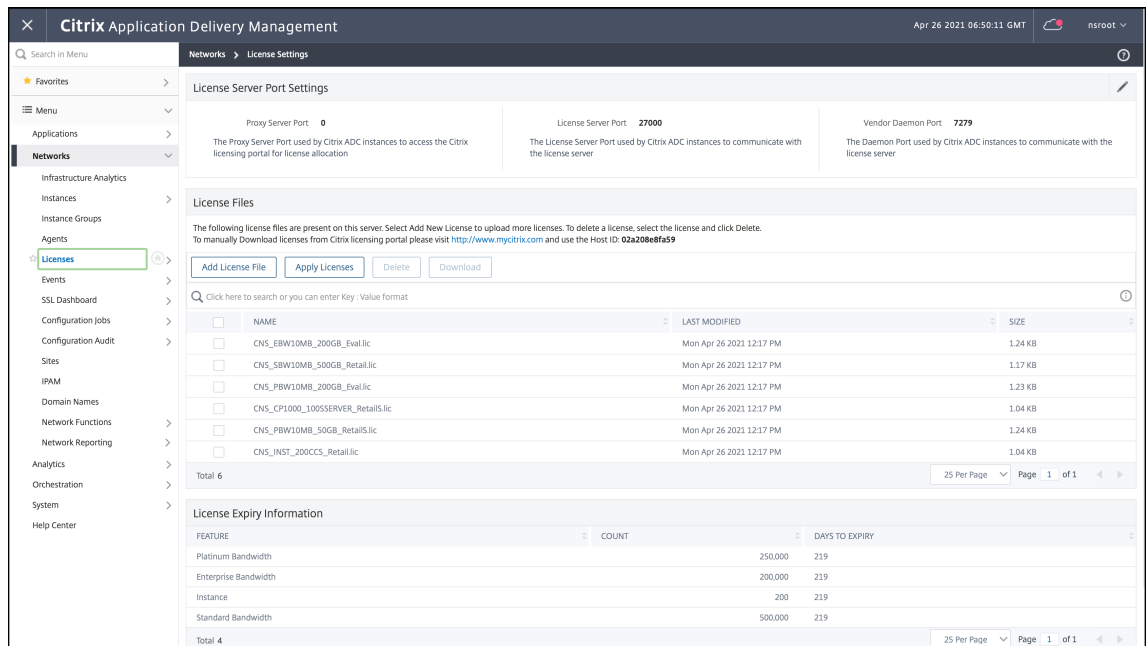 Citrix Application Delivery Management
Apr 26 2021 06:50:11 GMT
nsroot
Search in Menu
Networks > License Settings
Favorites
Menu
Applications
Networks
Infrastructure Analytics
Instances
Instance Groups
Agents
Licenses
Events
SSL Dashboard
Configuration Jobs
Configuration Audit
Sites
IPAM
Domain Names
Network Functions
Network Reporting
Analytics
Orchestration
System
Help Center
License Server Port Settings
Proxy Server Port 0
The Proxy Server Port used by Citrix ADC instances to access the Citrix
licensing portal for license allocation
License Server Port 27000
The License Server Port used by Citrix ADC instances to communicate with
the license server
Vendor Daemon Port 7279
The Daemon Port used by Citrix ADC instances to communicate with the
license server
License Files
The following license files are present on this server. Select Add New License to upload more licenses. To delete a license, select the license and click Delete.
To manually Download licenses from Citrix licensing portal please visit http://www.mycitrix.com and use the Host ID: 02a208e8fa59
Add License File Apply Licenses Delete Download
Click here to search or you can enter Key : Value format
NAME LAST MODIFIED SIZE
CNS_EBW10MB_200GB_Eval.lic Mon Apr 26 2021 12:17 PM 1.24 KB
CNS_SBW10MB_500GB_Retail.lic Mon Apr 26 2021 12:17 PM 1.17 KB
CNS_PBW10MB_200GB_Eval.lic Mon Apr 26 2021 12:17 PM 1.23 KB
CNS_CP1000_100SSERVER_RetailS.lic Mon Apr 26 2021 12:17 PM 1.04 KB
CNS_PBW10MB_50GB_RetailS.lic Mon Apr 26 2021 12:17 PM 1.24 KB
CNS_INST_200CCS_Retail.lic Mon Apr 26 2021 12:17 PM 1.04 KB
Total 6 25 Per Page Page 1 of 1
License Expiry Information
FEATURE COUNT DAYS TO EXPIRY
Platinum Bandwidth 250,000 219
Enterprise Bandwidth 200,000 219
Instance 200 219
Standard Bandwidth 500,000 219
Total 4 25 Per Page Page 1 of 1